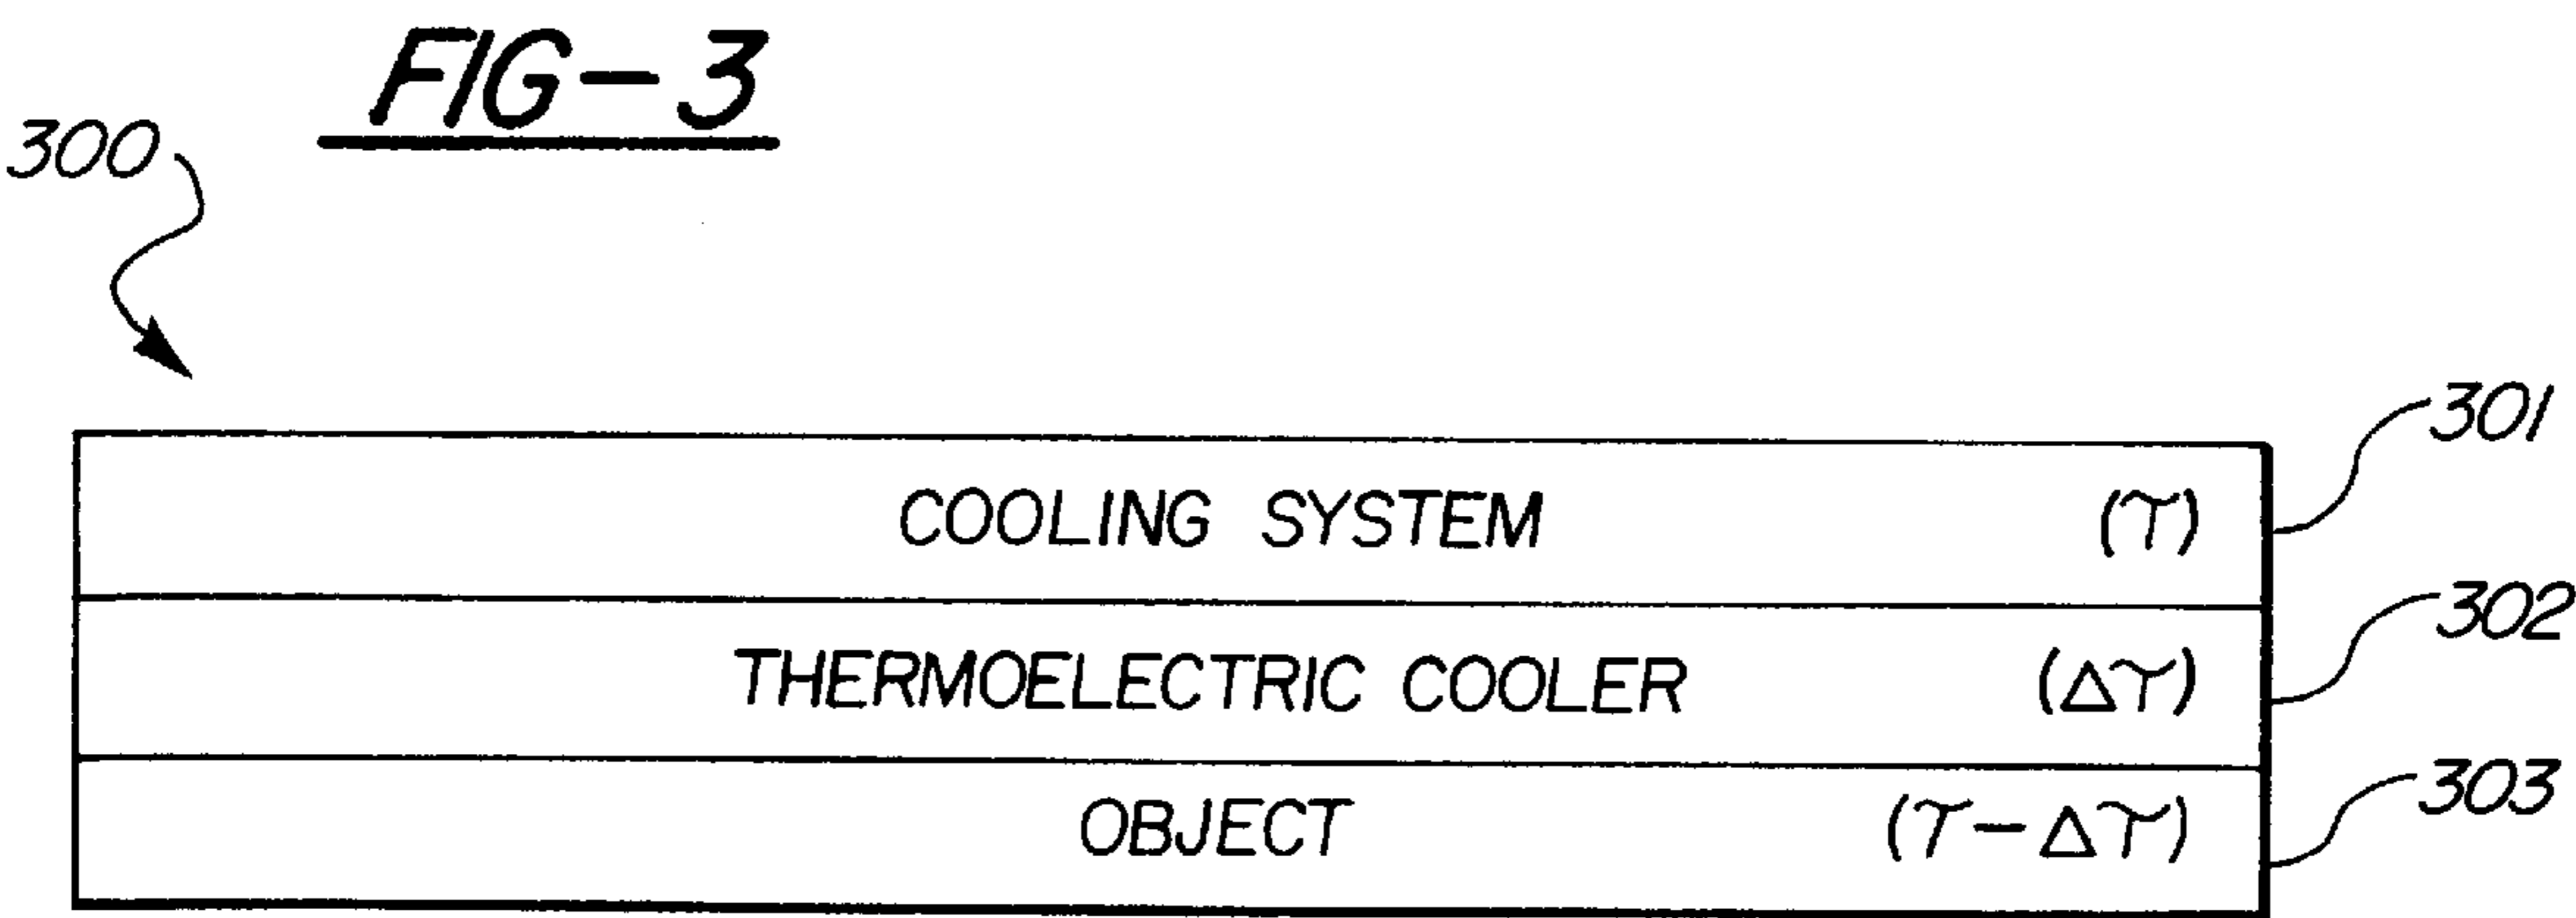 FIG-3
300
301
COOLING SYSTEM (T)
302
THERMOELECTRIC COOLER (ΔT)
303
OBJECT (T-ΔT)